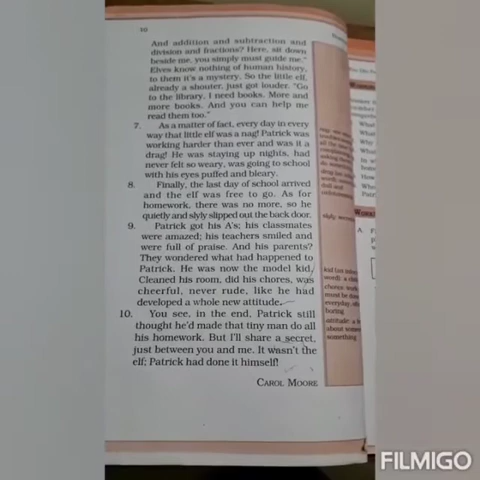 10
And addition and subtraction and
division and fractions? Here, sit down
beside me, you simply must guide me."
Elves know nothing of human history,
to them it's a mystery. So the little elf,
already a shouter, just got louder. "Go
to the library, I need books. More and
more books. And you can help me
read them too."
7. As a matter of fact, every day in every
way that little elf was a nag! Patrick was
working harder than ever and was it a
drag! He was staying up nights, had
never felt so weary, was going to school
with his eyes puffed and bleary.
8. Finally, the last day of school arrived
and the elf was free to go. As for
homework, there was no more, so he
quietly and slyly slipped out the back door.
9. Patrick got his A's; his classmates
were amazed; his teachers smiled and
were full of praise. And his parents?
They wondered what had happened to
Patrick. He was now the model kid.
Cleaned his room, did his chores, was
cheerful, never rude, like he had
developed a whole new attitude.
10. You see, in the end, Patrick still
thought he'd made that tiny man do all
his homework. But I'll share a secret,
just between you and me. It wasn't the
elf; Patrick had done it himself!
CAROL MOORE
everyday
boring
something
FILMIGO